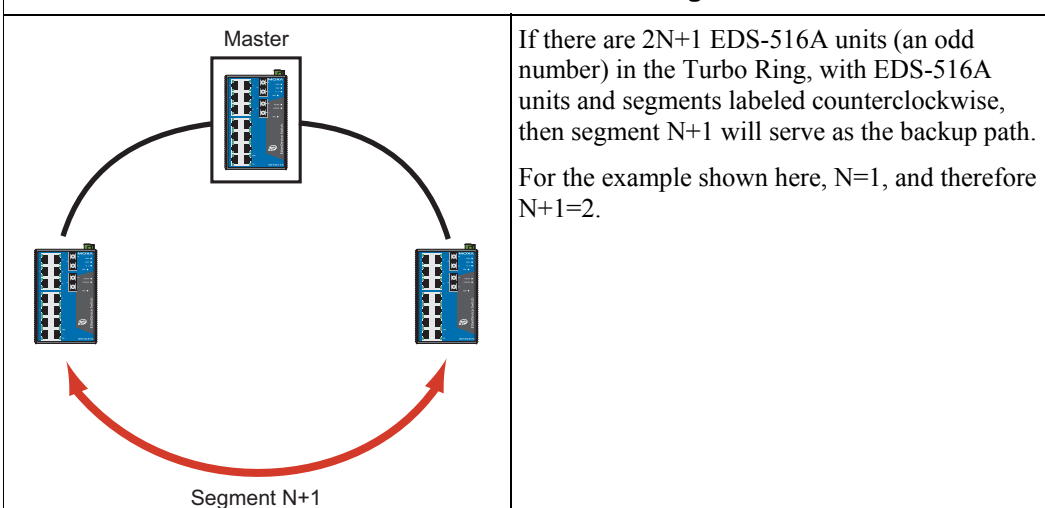 Master
If there are 2N+1 EDS-516A units (an odd
number) in the Turbo Ring, with EDS-516A
units and segments labeled counterclockwise,
then segment N+1 will serve as the backup path.
For the example shown here, N=1, and therefore
N+1=2.
Segment N+1